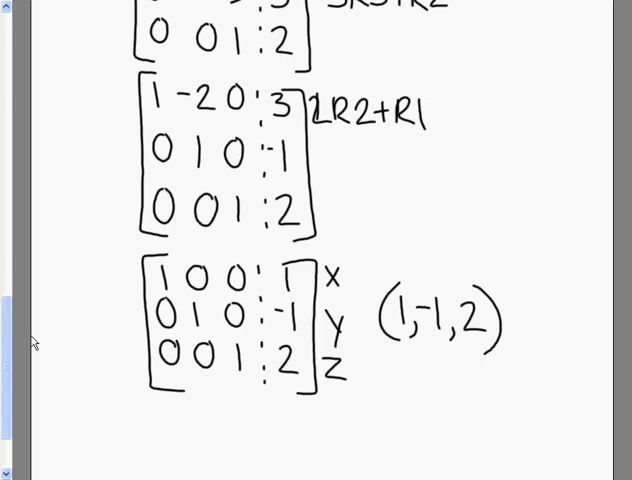 0 0 1 : 2
1 -2 0 : 3 2R2+R1
0 1 0 : -1
0 0 1 : 2
1 0 0 : 1 x
0 1 0 : -1 y (1,-1,2)
0 0 1 : 2 z